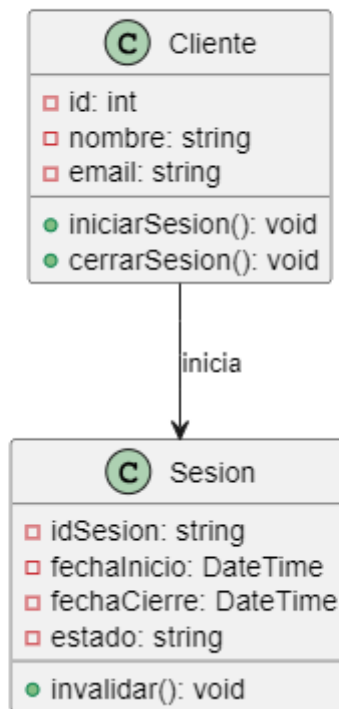 C Cliente
id: int
nombre: string
email: string
iniciarSesion(): void
cerrarSesion(): void
inicia
C Sesion
idSesion: string
fechaInicio: DateTime
fechaCierre: DateTime
estado: string
invalidar(): void